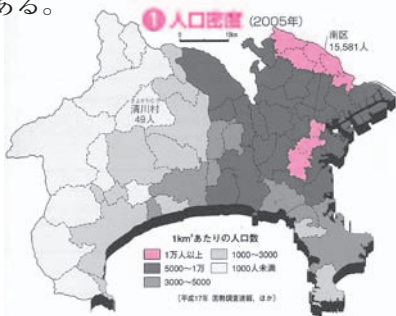 ある。
① 人口密度 (2005年)
0 10km
南区
15,581人
清川村
49人
1km²あたりの人口数
1万人以上
1000～3000
5000～1万
1000人未満
3000～5000
(平成17年 国勢調査速報、ほか)